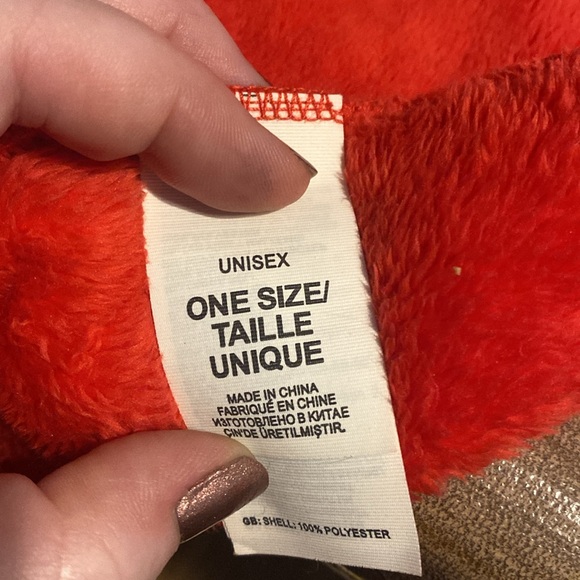 UNISEX
ONE SIZE/
TAILLE
UNIQUE
MADE IN CHINA
FABRIQUÉ EN CHINE
ИЗГОТОВЛЕНО В КИТАЕ
ÇIN'DE ÜRETILMIŞTIR.
GB: SHELL: 100% POLYESTER